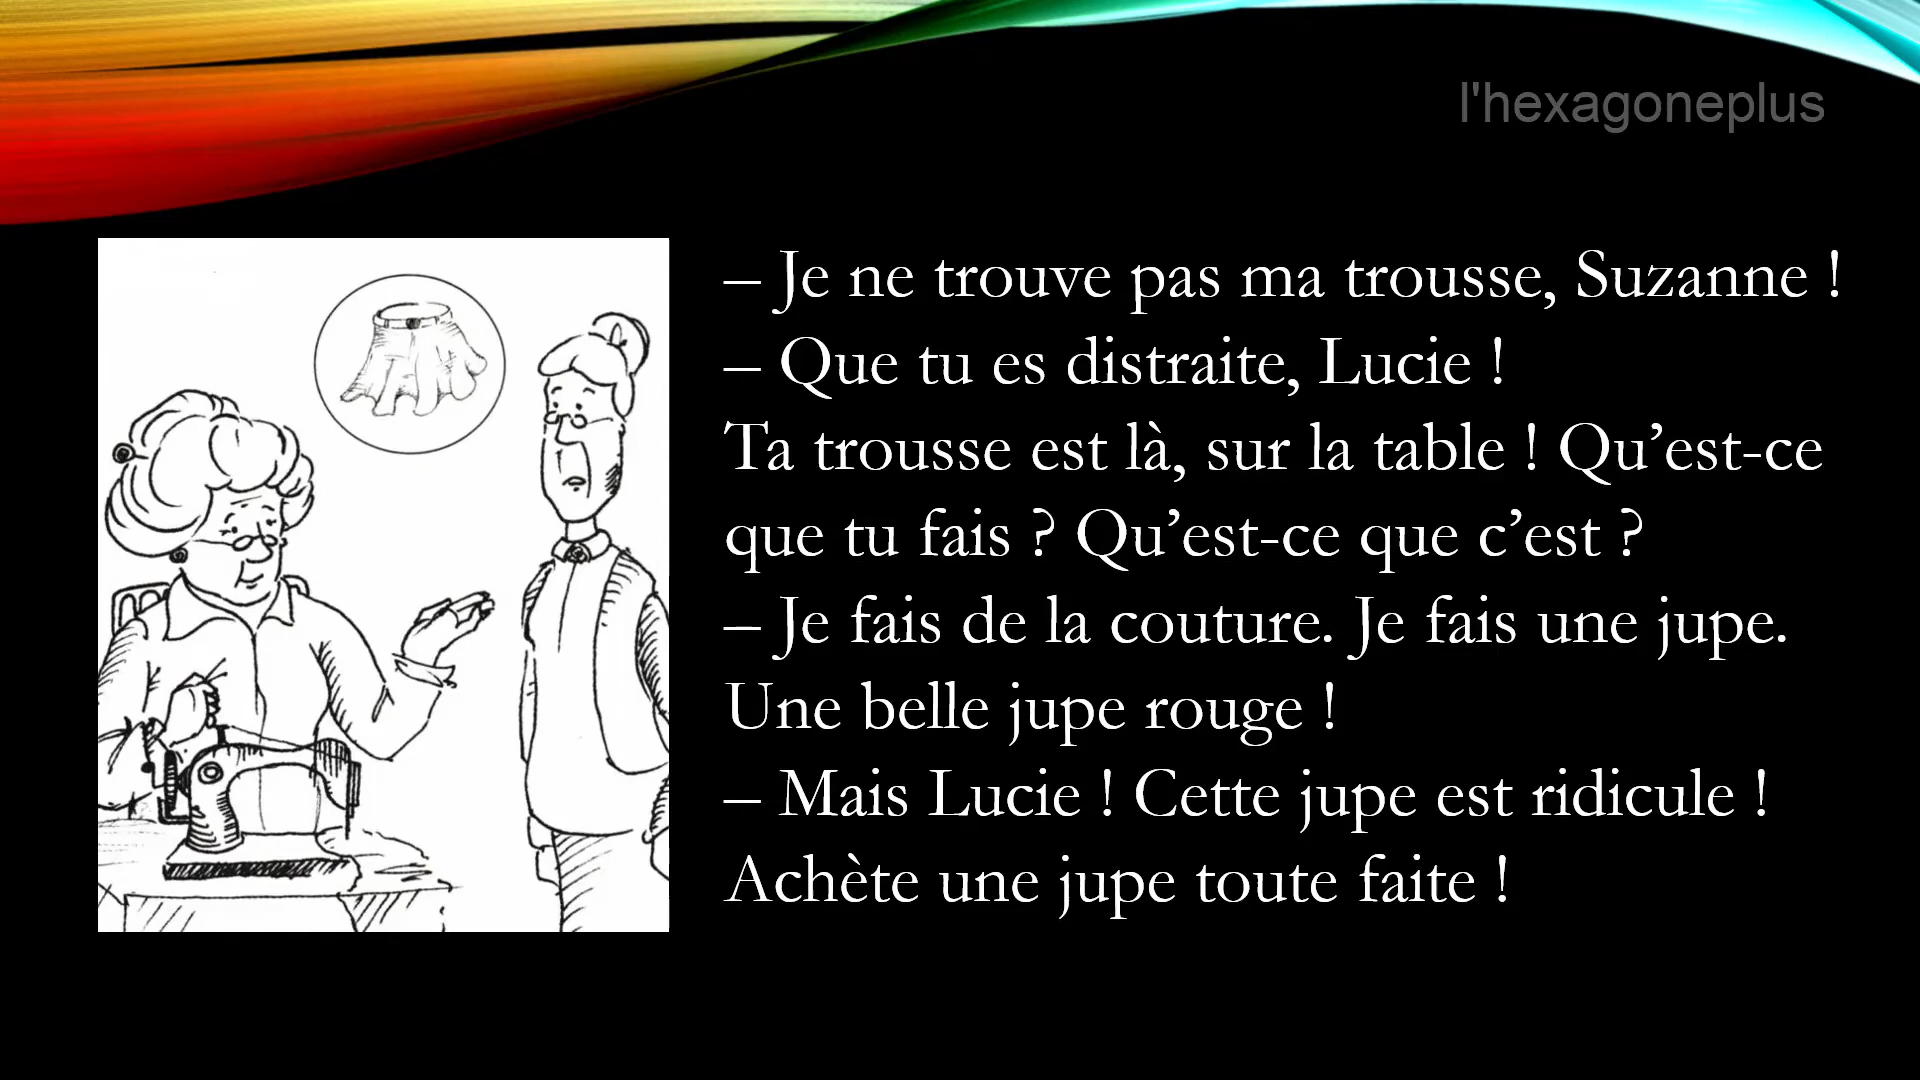 l'hexagoneplus
– Je ne trouve pas ma trousse, Suzanne !
– Que tu es distraite, Lucie !
Ta trousse est là, sur la table ! Qu’est-ce
que tu fais ? Qu’est-ce que c’est ?
– Je fais de la couture. Je fais une jupe.
Une belle jupe rouge !
– Mais Lucie ! Cette jupe est ridicule !
Achète une jupe toute faite !